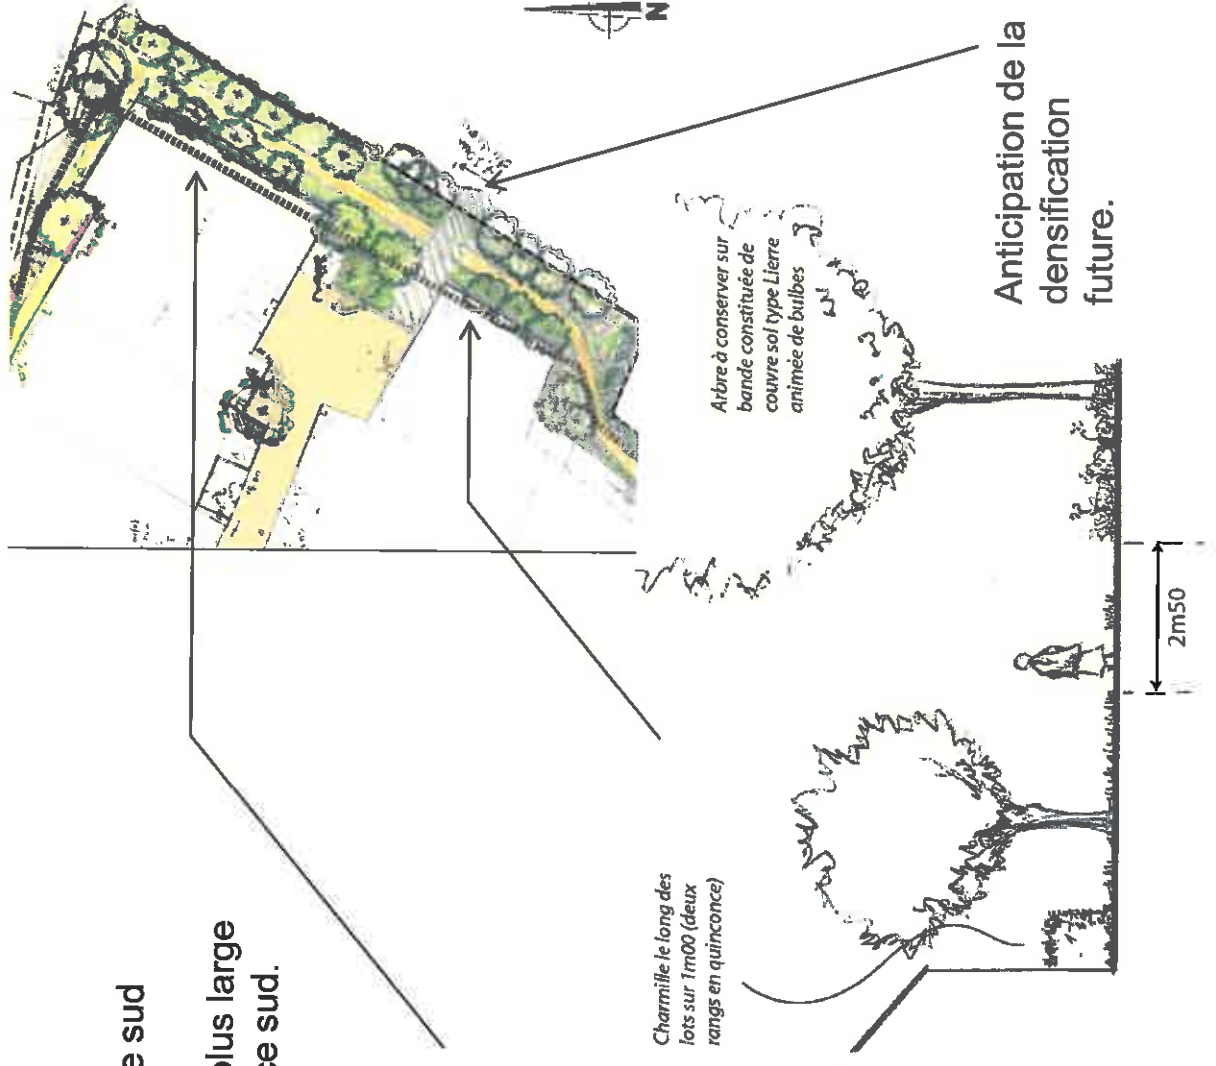 e sud
plus large
ce sud.
N
Anticipation de la
densification
future.
Arbre à conserver sur
bande constituée de
couvre sol type Lierre
animée de bulbes
Charmille le long des
lots sur 1m00 (deux
rangs en quinconce)
2m50